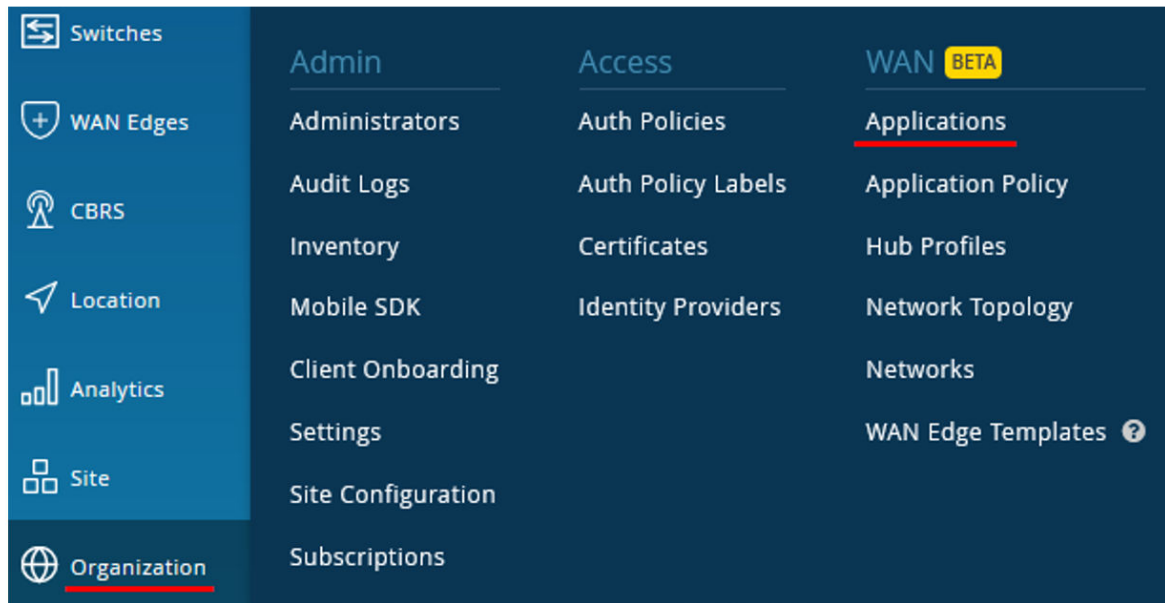 Switches
WAN Edges
CBRS
Location
Analytics
Site
Organization
Admin
Administrators
Audit Logs
Inventory
Mobile SDK
Client Onboarding
Settings
Site Configuration
Subscriptions
Access
Auth Policies
Auth Policy Labels
Certificates
Identity Providers
WAN BETA
Applications
Application Policy
Hub Profiles
Network Topology
Networks
WAN Edge Templates ?